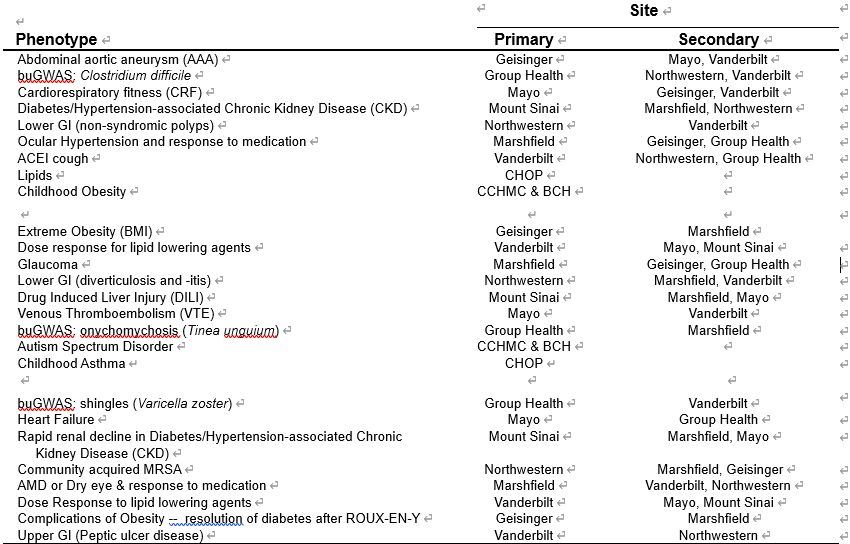 Site
Phenotype Primary Secondary
Abdominal aortic aneurysm (AAA) Geisinger Mayo, Vanderbilt
buGWAS: Clostridium difficile Group Health Northwestern, Vanderbilt
Cardiorespiratory fitness (CRF) Mayo Geisinger, Vanderbilt
Diabetes/Hypertension-associated Chronic Kidney Disease (CKD) Mount Sinai Marshfield, Northwestern
Lower GI (non-syndromic polyps) Northwestern Vanderbilt
Ocular Hypertension and response to medication Marshfield Geisinger, Group Health
ACEI cough Vanderbilt Northwestern, Group Health
Lipids CHOP
Childhood Obesity CCHMC & BCH
Extreme Obesity (BMI) Geisinger Marshfield
Dose response for lipid lowering agents Vanderbilt Mayo, Mount Sinai
Glaucoma Marshfield Geisinger, Group Health
Lower GI (diverticulosis and -itis) Northwestern Marshfield, Vanderbilt
Drug Induced Liver Injury (DILI) Mount Sinai Marshfield, Mayo
Venous Thromboembolism (VTE) Mayo Vanderbilt
buGWAS: onychomychosis (Tinea unguium) Group Health Marshfield
Autism Spectrum Disorder CCHMC & BCH
Childhood Asthma CHOP
buGWAS: shingles (Varicella zoster) Group Health Vanderbilt
Heart Failure Mayo Group Health
Rapid renal decline in Diabetes/Hypertension-associated Chronic Mount Sinai Marshfield, Mayo
Kidney Disease (CKD)
Community acquired MRSA Northwestern Marshfield, Geisinger
AMD or Dry eye & response to medication Marshfield Vanderbilt, Northwestern
Dose Response to lipid lowering agents Vanderbilt Mayo, Mount Sinai
Complications of Obesity -- resolution of diabetes after ROUX-EN-Y Geisinger Marshfield
Upper GI (Peptic ulcer disease) Vanderbilt Northwestern